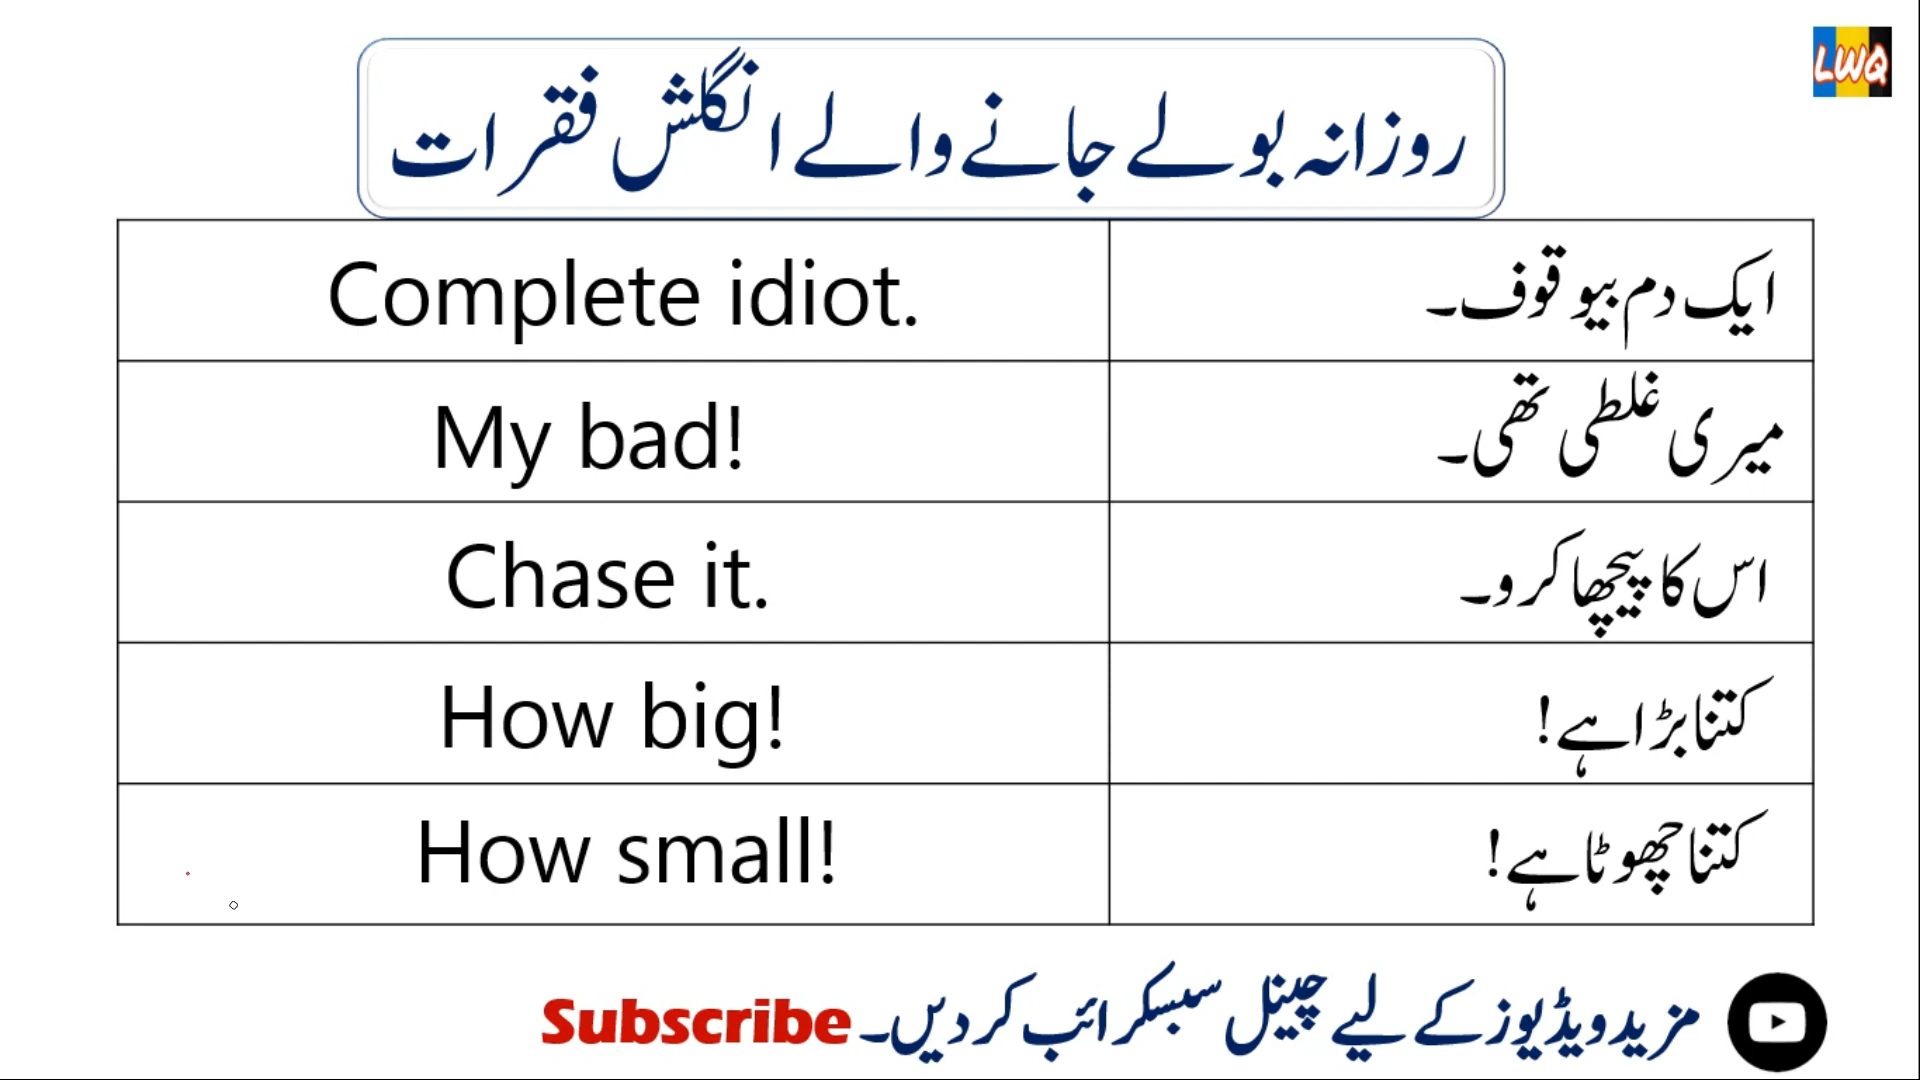 LWQ
روزانہ بولے جانے والے انگلش فقرات
Complete idiot. ایک دم بیوقوف۔
My bad! میری غلطی تھی۔
Chase it. اس کا پیچھا کرو۔
How big! کتنا بڑا ہے!
How small! کتنا چھوٹا ہے!
مزید ویڈیوز کے لیے چینل سبسکرائب کر دیں۔ Subscribe